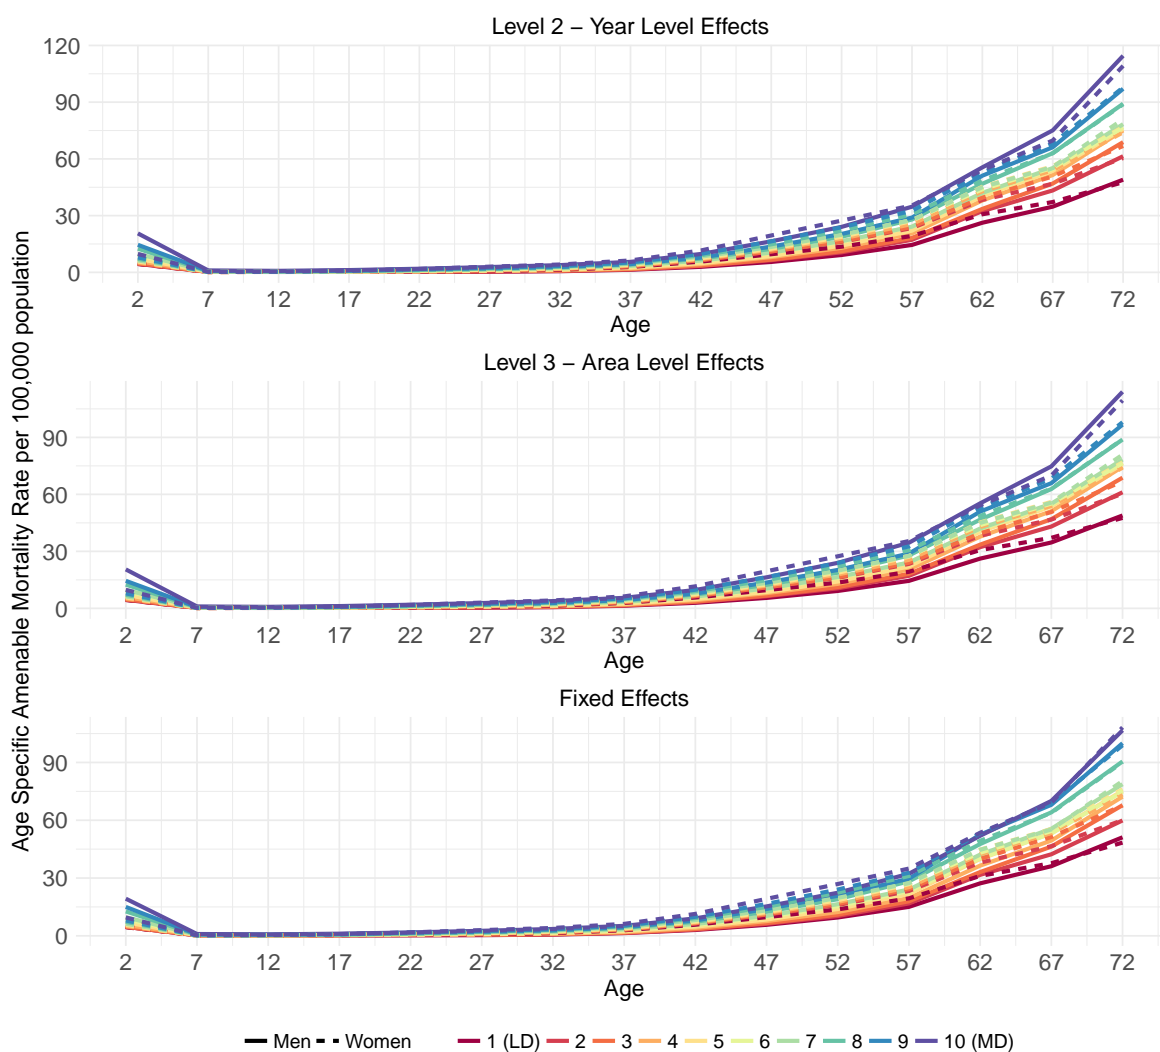 Level 2 – Year Level Effects
120
90
60
30
0
2 7 12 17 22 27 32 37 42 47 52 57 62 67 72
Age
Level 3 – Area Level Effects
90
60
30
0
2 7 12 17 22 27 32 37 42 47 52 57 62 67 72
Age
Fixed Effects
90
60
30
0
2 7 12 17 22 27 32 37 42 47 52 57 62 67 72
Age
Age Specific Amenable Mortality Rate per 100,000 population
Men Women 1 (LD) 2 3 4 5 6 7 8 9 10 (MD)